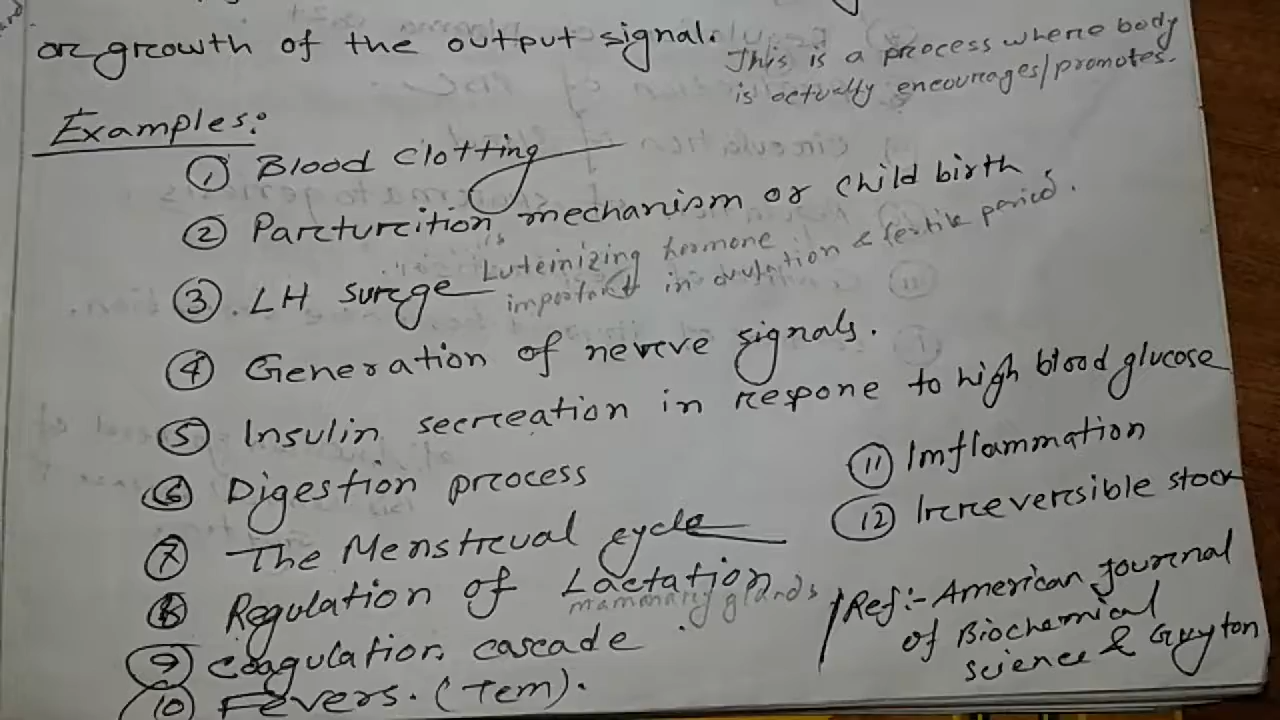 or growth of the output signal.
This is a process where body
is actually encourages/promotes.
Examples:
① Blood Clotting
② Parturition mechanism or child birth
is
③ LH surge Luteinizing hormone
important in ovulation & fertile period.
④ Generation of nerve signals.
⑤ Insulin secreation in respone to high blood glucose
⑥ Digestion process
⑦ The Menstrual cycle
⑧ Regulation of Lactation
mammary glands
⑨ coagulation cascade
⑩ Fevers. (Tem).
⑪ Imflammation
⑫ Irreversible stock
Ref:- American Journal
of Biochemical
science & Guyton